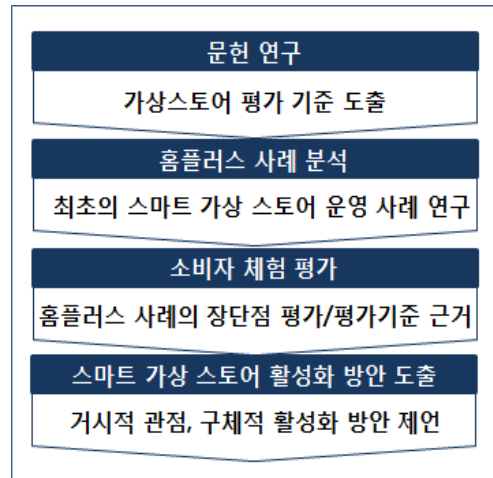 문헌 연구
가상스토어 평가 기준 도출
홈플러스 사례 분석
최초의 스마트 가상 스토어 운영 사례 연구
소비자 체험 평가
홈플러스 사례의 장단점 평가/평가기준 근거
스마트 가상 스토어 활성화 방안 도출
거시적 관점, 구체적 활성화 방안 제언